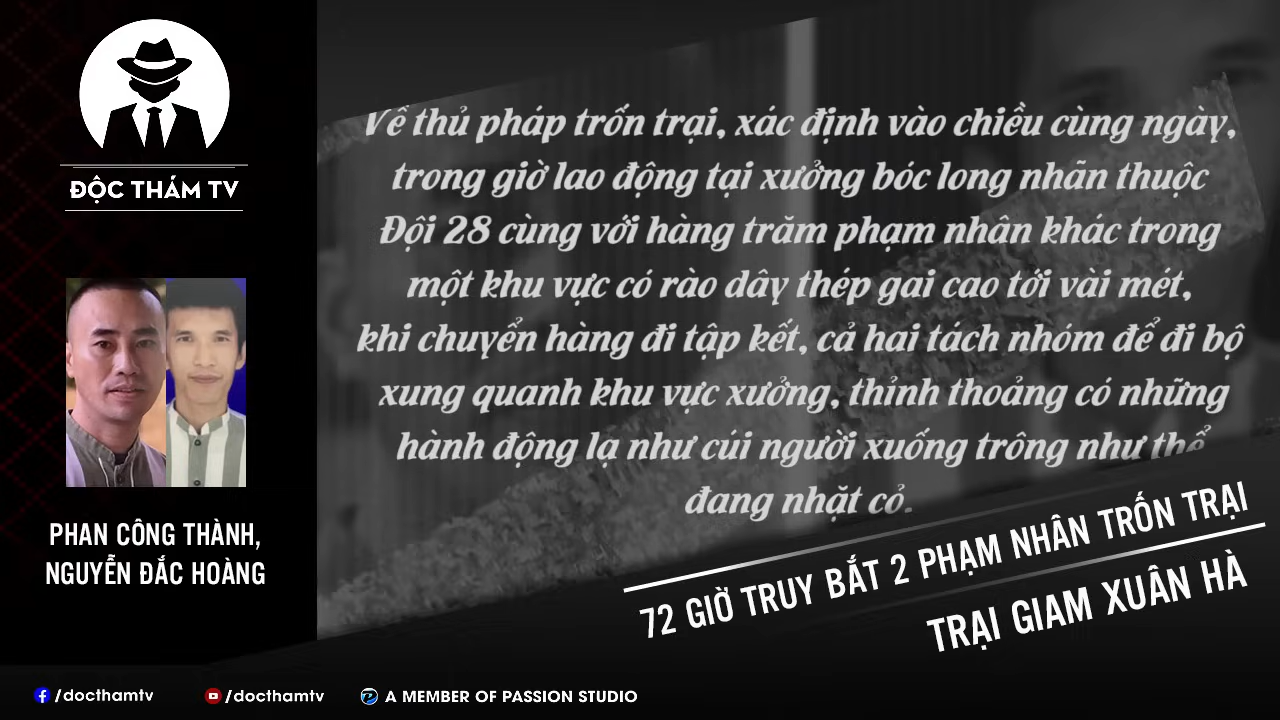 ĐỘC THÁM TV
PHAN CÔNG THÀNH,
NGUYỄN ĐẮC HOÀNG
Về thủ pháp trốn trại, xác định vào chiều cùng ngày,
trong giờ lao động tại xưởng bóc long nhãn thuộc
Đội 28 cùng với hàng trăm phạm nhân khác trong
một khu vực có rào dây thép gai cao tới vài mét,
khi chuyển hàng đi tập kết, cả hai tách nhóm để đi bộ
xung quanh khu vực xưởng, thỉnh thoảng có những
hành động lạ như cúi người xuống trông như thể
đang nhặt cỏ.
72 GIỜ TRUY BẮT 2 PHẠM NHÂN TRỐN TRẠI
TRẠI GIAM XUÂN HÀ
/docthamtv
/docthamtv
A MEMBER OF PASSION STUDIO